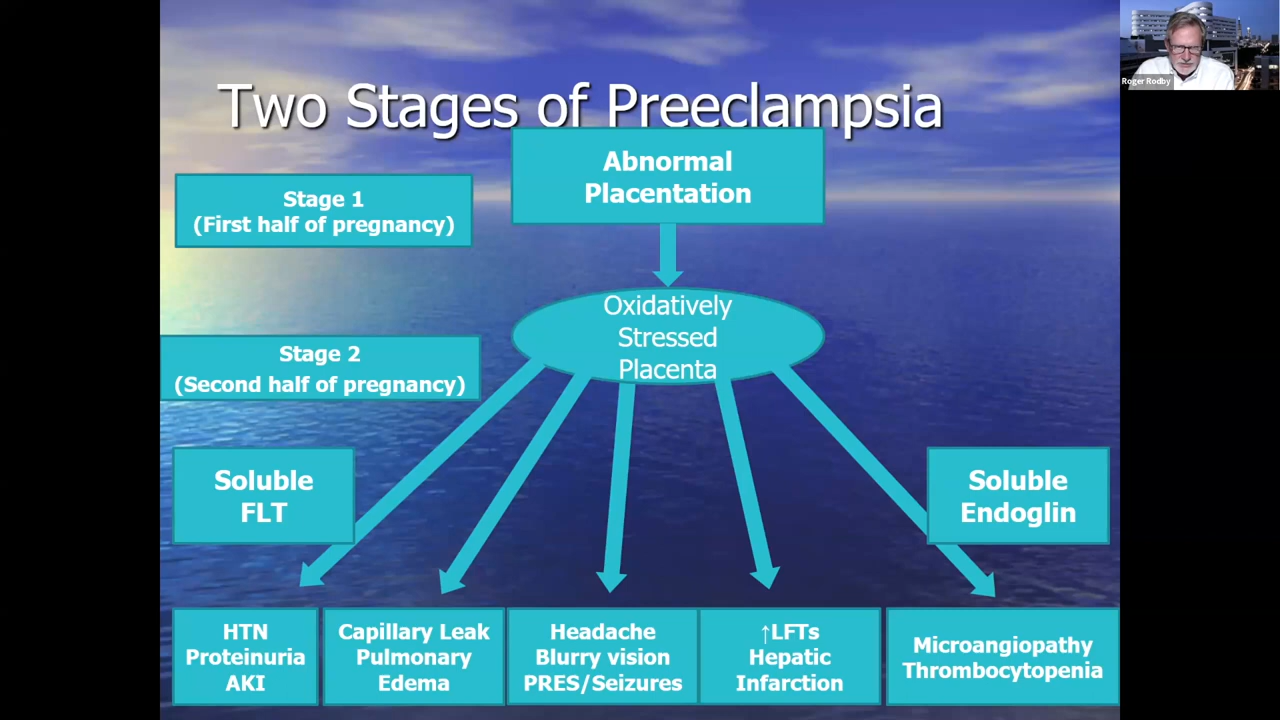 Two Stages of Preeclampsia
Roger Rodby
Abnormal
Placentation
Stage 1
(First half of pregnancy)
Oxidatively
Stressed
Placenta
Stage 2
(Second half of pregnancy)
Soluble
FLT
Soluble
Endoglin
HTN
Proteinuria
AKI
Capillary Leak
Pulmonary
Edema
Headache
Blurry vision
PRES/Seizures
↑LFTs
Hepatic
Infarction
Microangiopathy
Thrombocytopenia